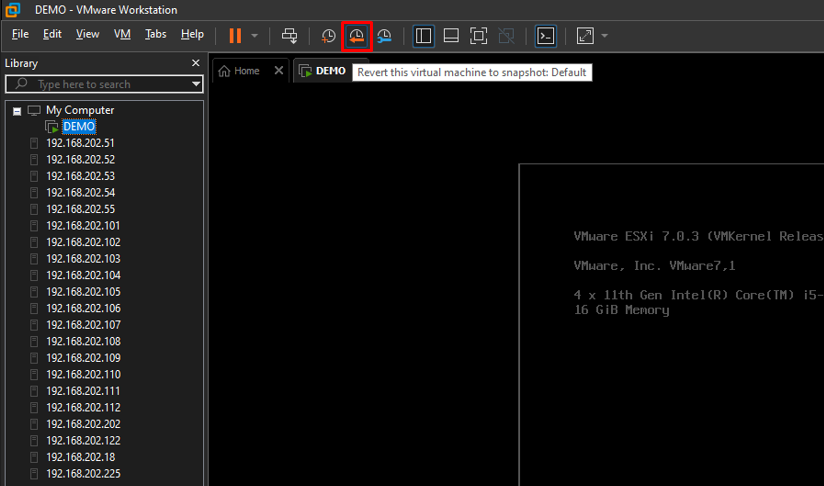 DEMO - VMware Workstation
File Edit View VM Tabs Help
Library
Type here to search
My Computer
DEMO
192.168.202.51
192.168.202.52
192.168.202.53
192.168.202.54
192.168.202.55
192.168.202.101
192.168.202.102
192.168.202.103
192.168.202.104
192.168.202.105
192.168.202.106
192.168.202.107
192.168.202.108
192.168.202.109
192.168.202.110
192.168.202.111
192.168.202.112
192.168.202.202
192.168.202.122
192.168.202.18
192.168.202.225
Home
DEMO
Revert this virtual machine to snapshot: Default
VMware ESXi 7.0.3 (VMKernel Releas
VMware, Inc. VMware7,1
4 x 11th Gen Intel(R) Core(TM) i5-
16 GiB Memory